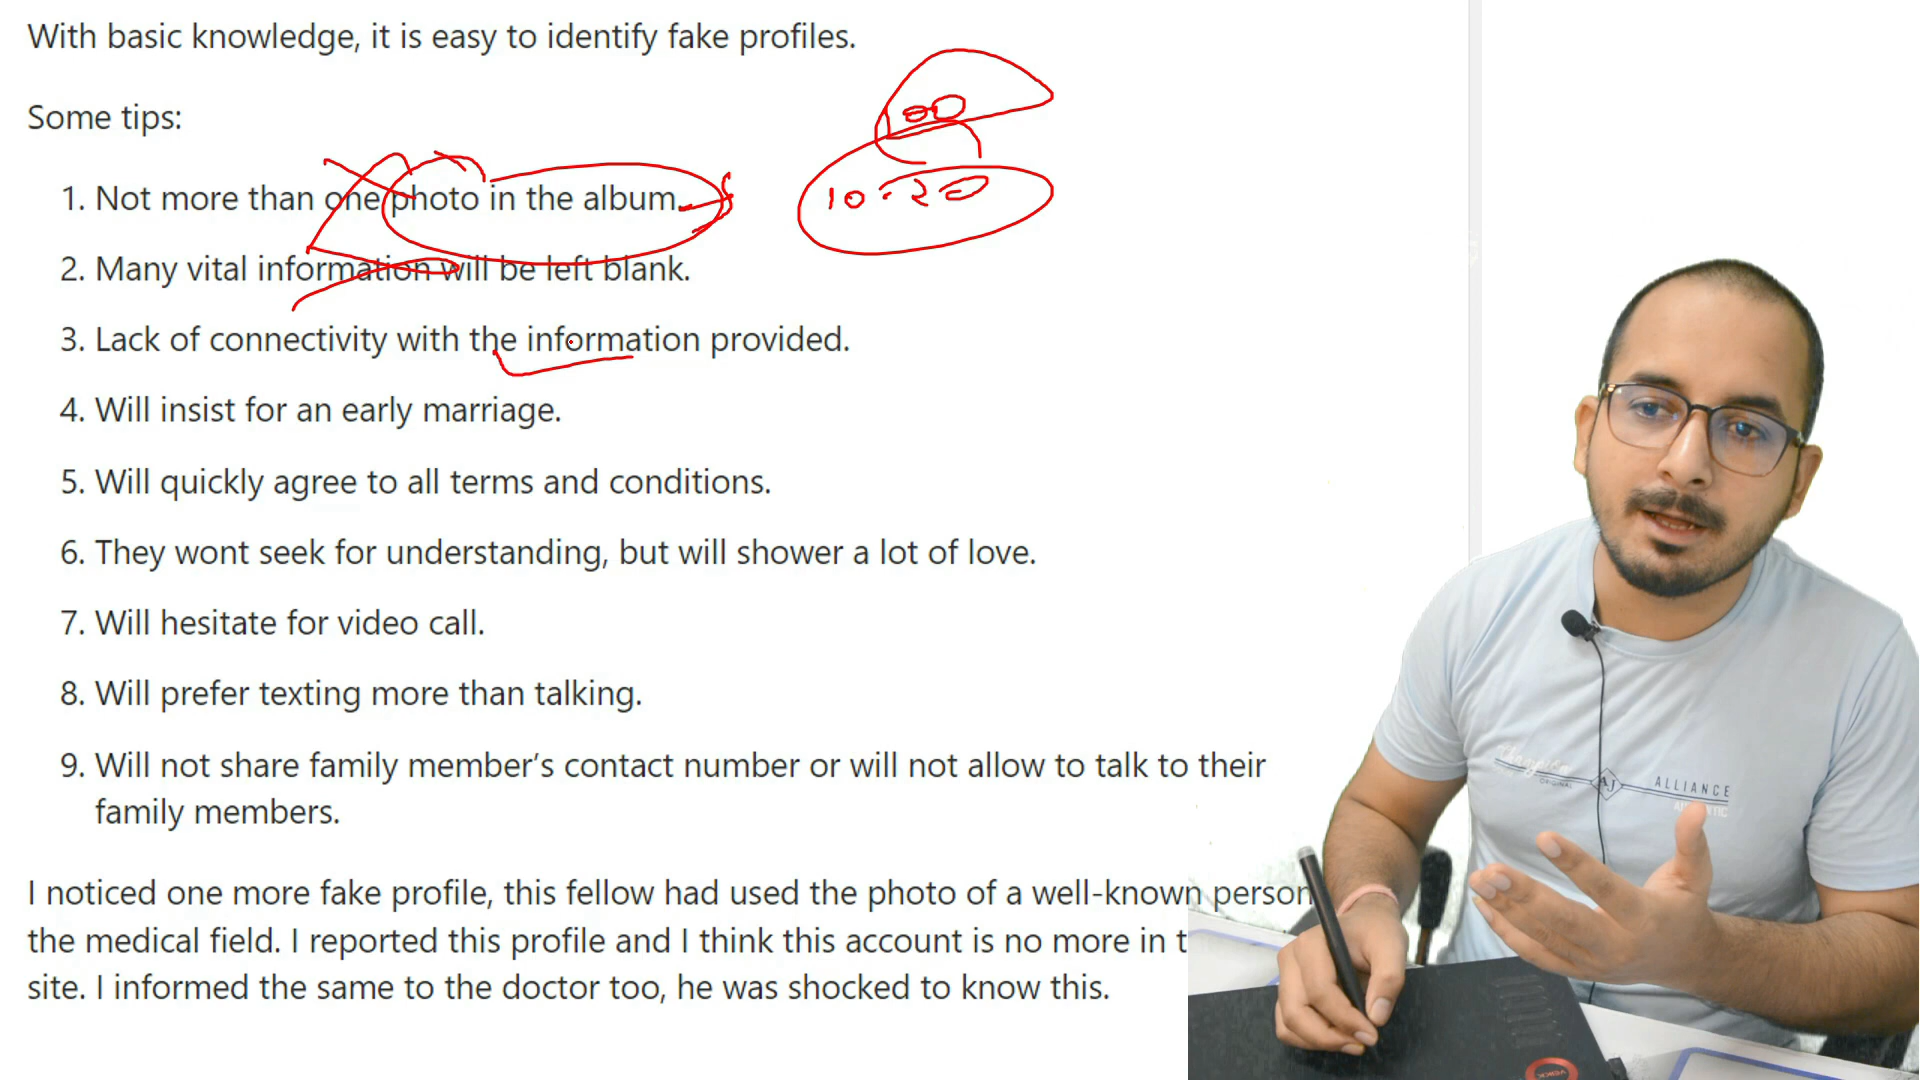 With basic knowledge, it is easy to identify fake profiles.
Some tips:
1. Not more than one photo in the album.
10-20
2. Many vital information will be left blank.
3. Lack of connectivity with the information provided.
4. Will insist for an early marriage.
5. Will quickly agree to all terms and conditions.
6. They wont seek for understanding, but will shower a lot of love.
7. Will hesitate for video call.
8. Will prefer texting more than talking.
9. Will not share family member’s contact number or will not allow to talk to their
family members.
I noticed one more fake profile, this fellow had used the photo of a well-known person
the medical field. I reported this profile and I think this account is no more in t
site. I informed the same to the doctor too, he was shocked to know this.
Champion
AJ
ALLIANCE